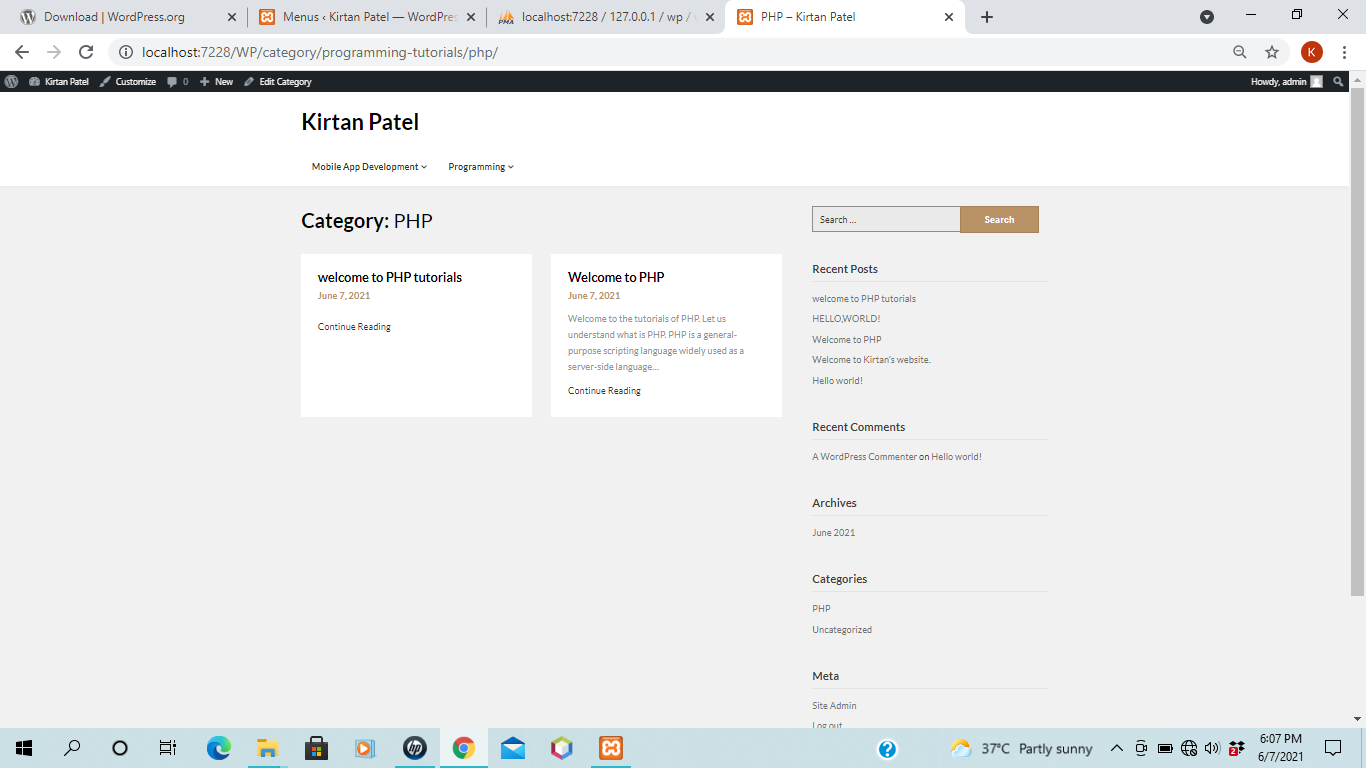 Download | WordPress.org
Menus ‹ Kirtan Patel — WordPres
localhost:7228 / 127.0.0.1 / wp /
PHP – Kirtan Patel
localhost:7228/WP/category/programming-tutorials/php/
K
Kirtan Patel
Customize
0
New
Edit Category
Howdy, admin
Kirtan Patel
Mobile App Development
Programming
Category: PHP
welcome to PHP tutorials
June 7, 2021
Continue Reading
Welcome to PHP
June 7, 2021
Welcome to the tutorials of PHP. Let us
understand what is PHP. PHP is a general-
purpose scripting language widely used as a
server-side language...
Continue Reading
Search ...
Search
Recent Posts
welcome to PHP tutorials
HELLO,WORLD!
Welcome to PHP
Welcome to Kirtan's website.
Hello world!
Recent Comments
A WordPress Commenter on Hello world!
Archives
June 2021
Categories
PHP
Uncategorized
Meta
Site Admin
Log out
37°C Partly sunny
2
6:07 PM
6/7/2021